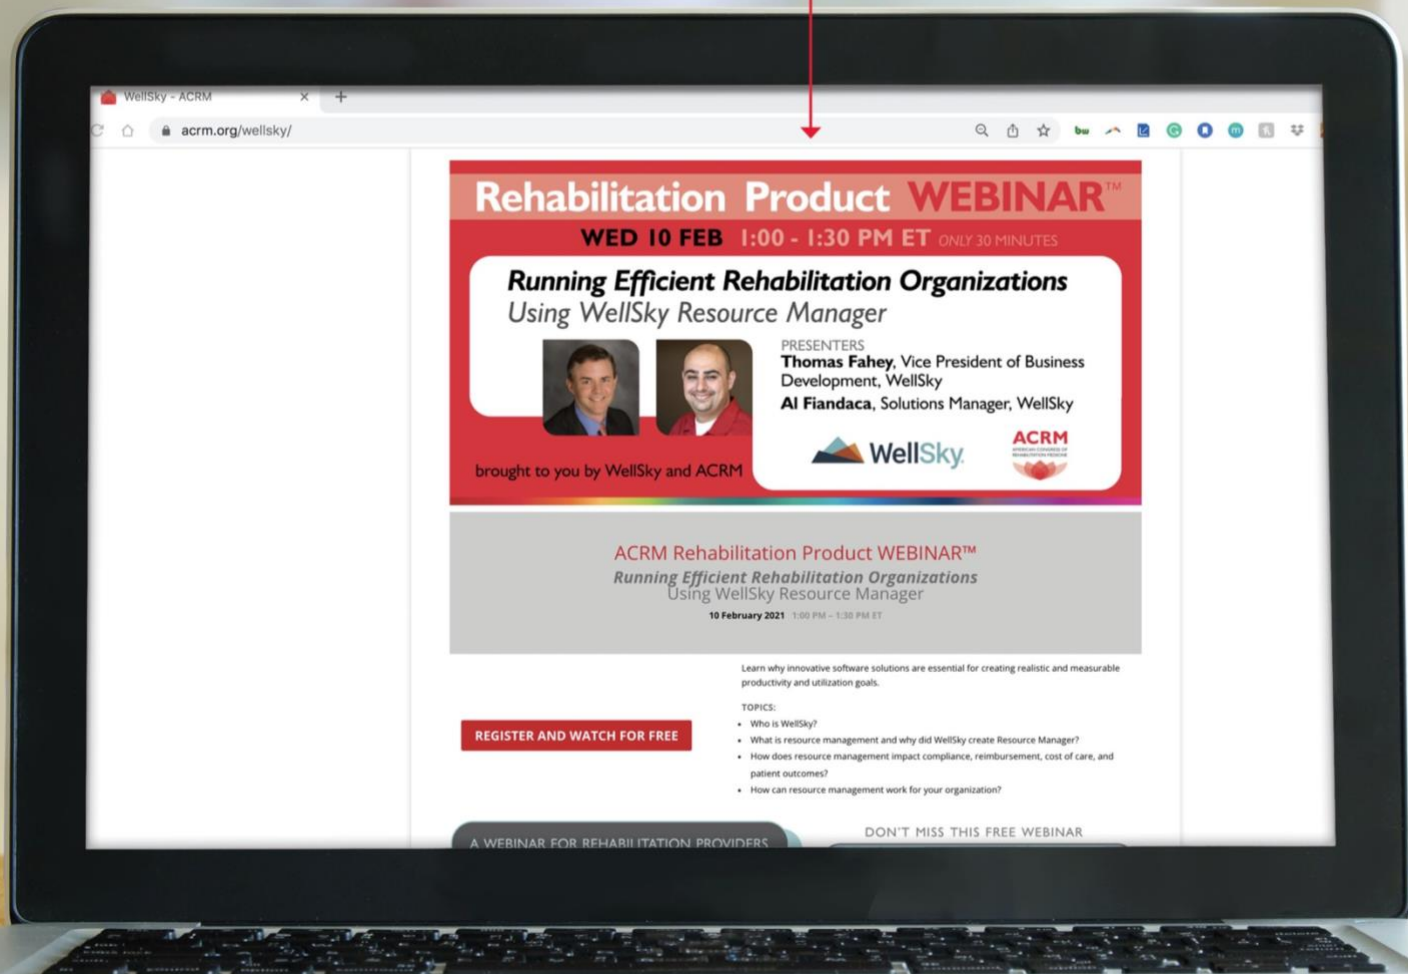 WellSky - ACRM
acrm.org/wellsky/
Rehabilitation Product WEBINAR™
WED 10 FEB 1:00 - 1:30 PM ET ONLY 30 MINUTES
Running Efficient Rehabilitation Organizations
Using WellSky Resource Manager
PRESENTERS
Thomas Fahey, Vice President of Business
Development, WellSky
Al Fiandaca, Solutions Manager, WellSky
WellSky.
ACRM
AMERICAN CONGRESS OF
REHABILITATION MEDICINE
brought to you by WellSky and ACRM
ACRM Rehabilitation Product WEBINAR™
Running Efficient Rehabilitation Organizations
Using WellSky Resource Manager
10 February 2021 1:00 PM – 1:30 PM ET
Learn why innovative software solutions are essential for creating realistic and measurable
productivity and utilization goals.
TOPICS:
• Who is WellSky?
• What is resource management and why did WellSky create Resource Manager?
• How does resource management impact compliance, reimbursement, cost of care, and
patient outcomes?
• How can resource management work for your organization?
REGISTER AND WATCH FOR FREE
A WEBINAR FOR REHABILITATION PROVIDERS
DON'T MISS THIS FREE WEBINAR